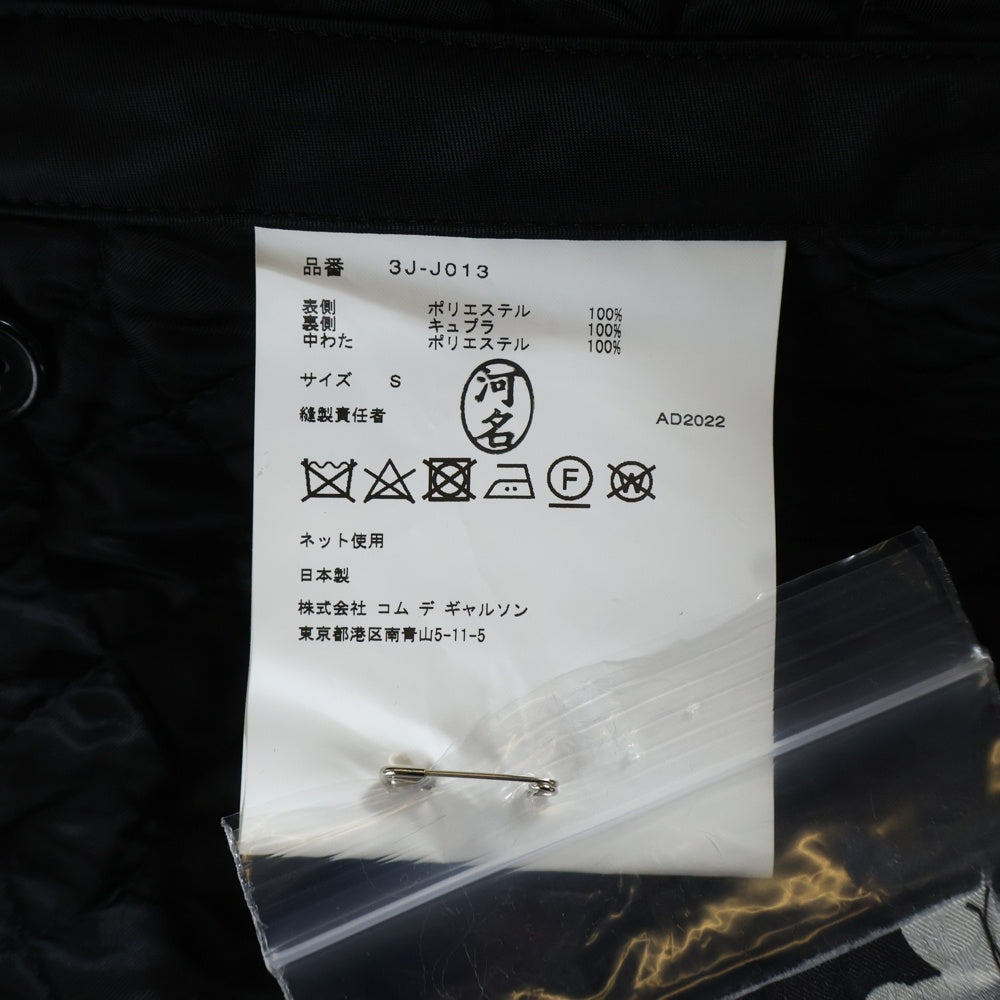 品番 3J-J013
表側 ポリエステル 100%
裏側 キュプラ 100%
中わた ポリエステル 100%
サイズ S
河名
縫製責任者 AD2022
F W
ネット使用
日本製
株式会社 コム デ ギャルソン
東京都港区南青山5-11-5